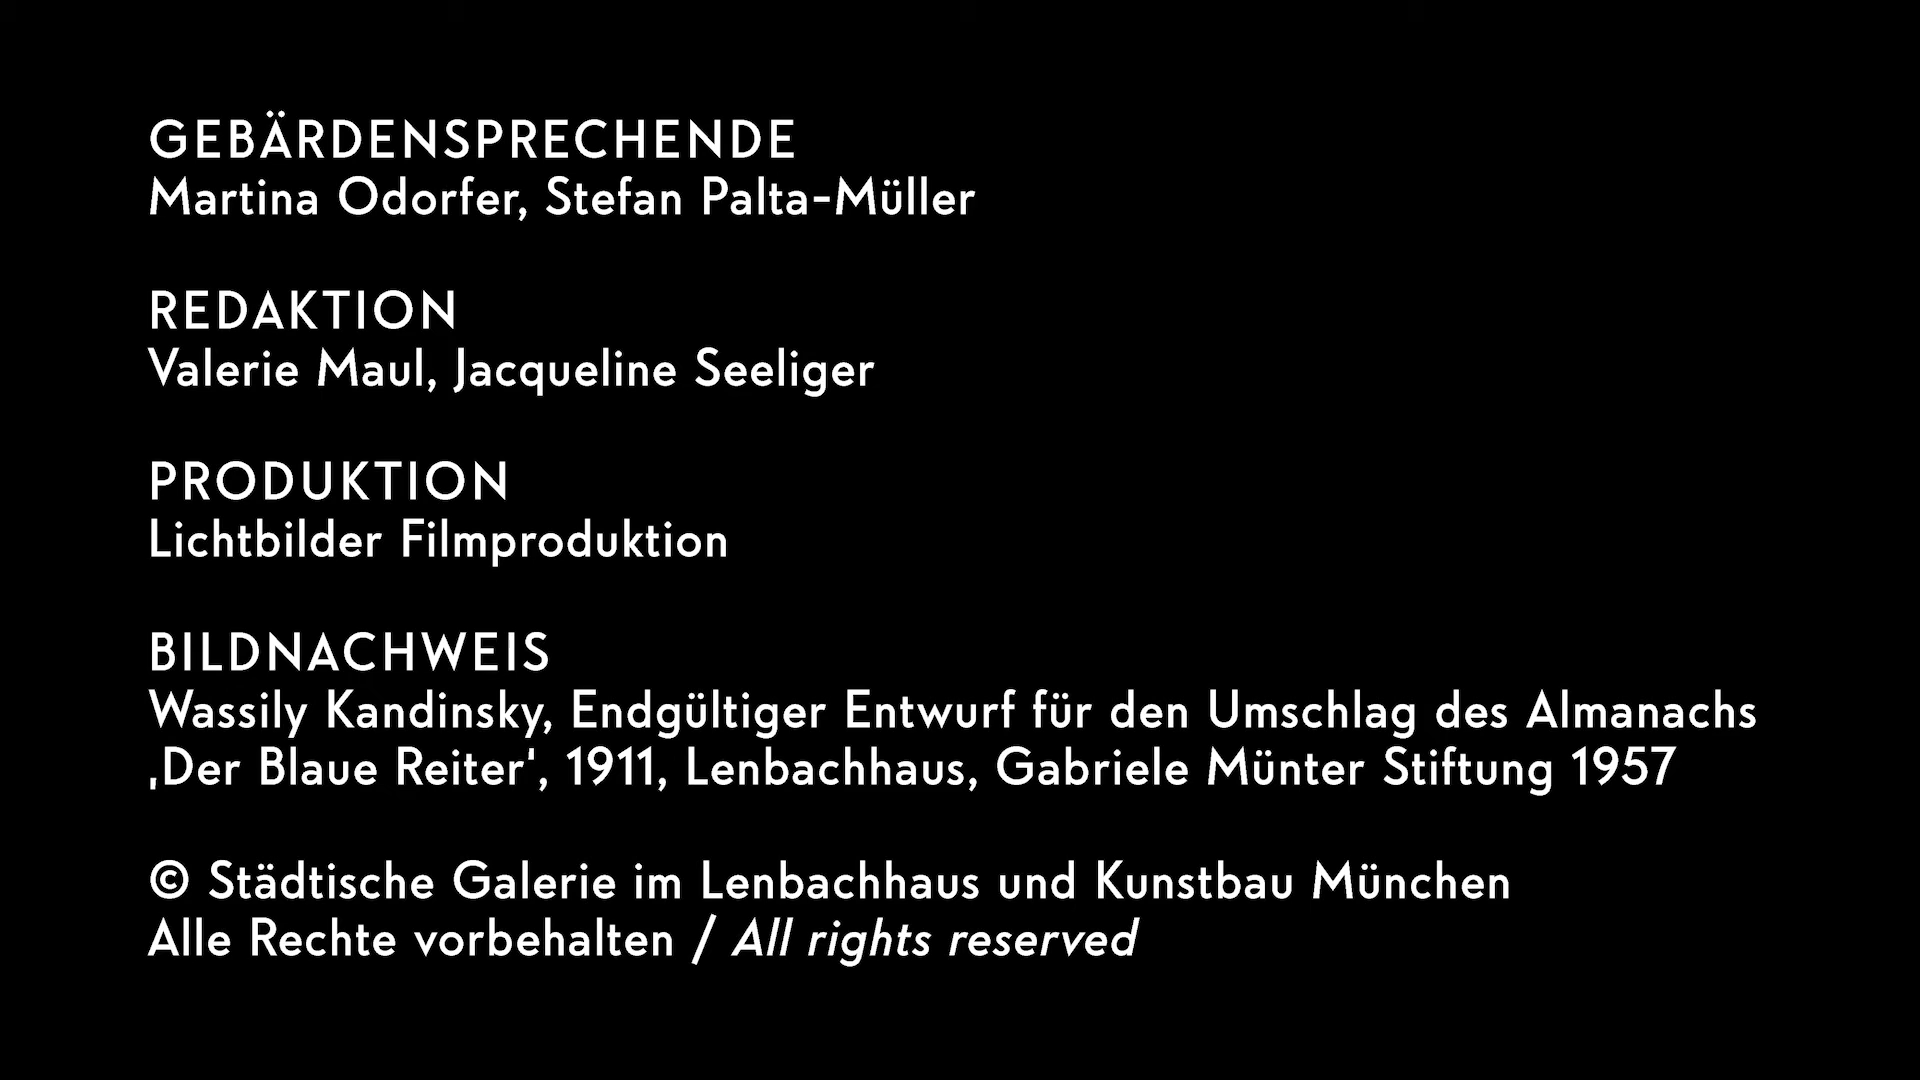 GEBÄRDENSPRECHENDE
Martina Odorfer, Stefan Palta-Müller
REDAKTION
Valerie Maul, Jacqueline Seeliger
PRODUKTION
Lichtbilder Filmproduktion
BILDNACHWEIS
Wassily Kandinsky, Endgültiger Entwurf für den Umschlag des Almanachs
‚Der Blaue Reiter‘, 1911, Lenbachhaus, Gabriele Münter Stiftung 1957
© Städtische Galerie im Lenbachhaus und Kunstbau München
Alle Rechte vorbehalten / All rights reserved